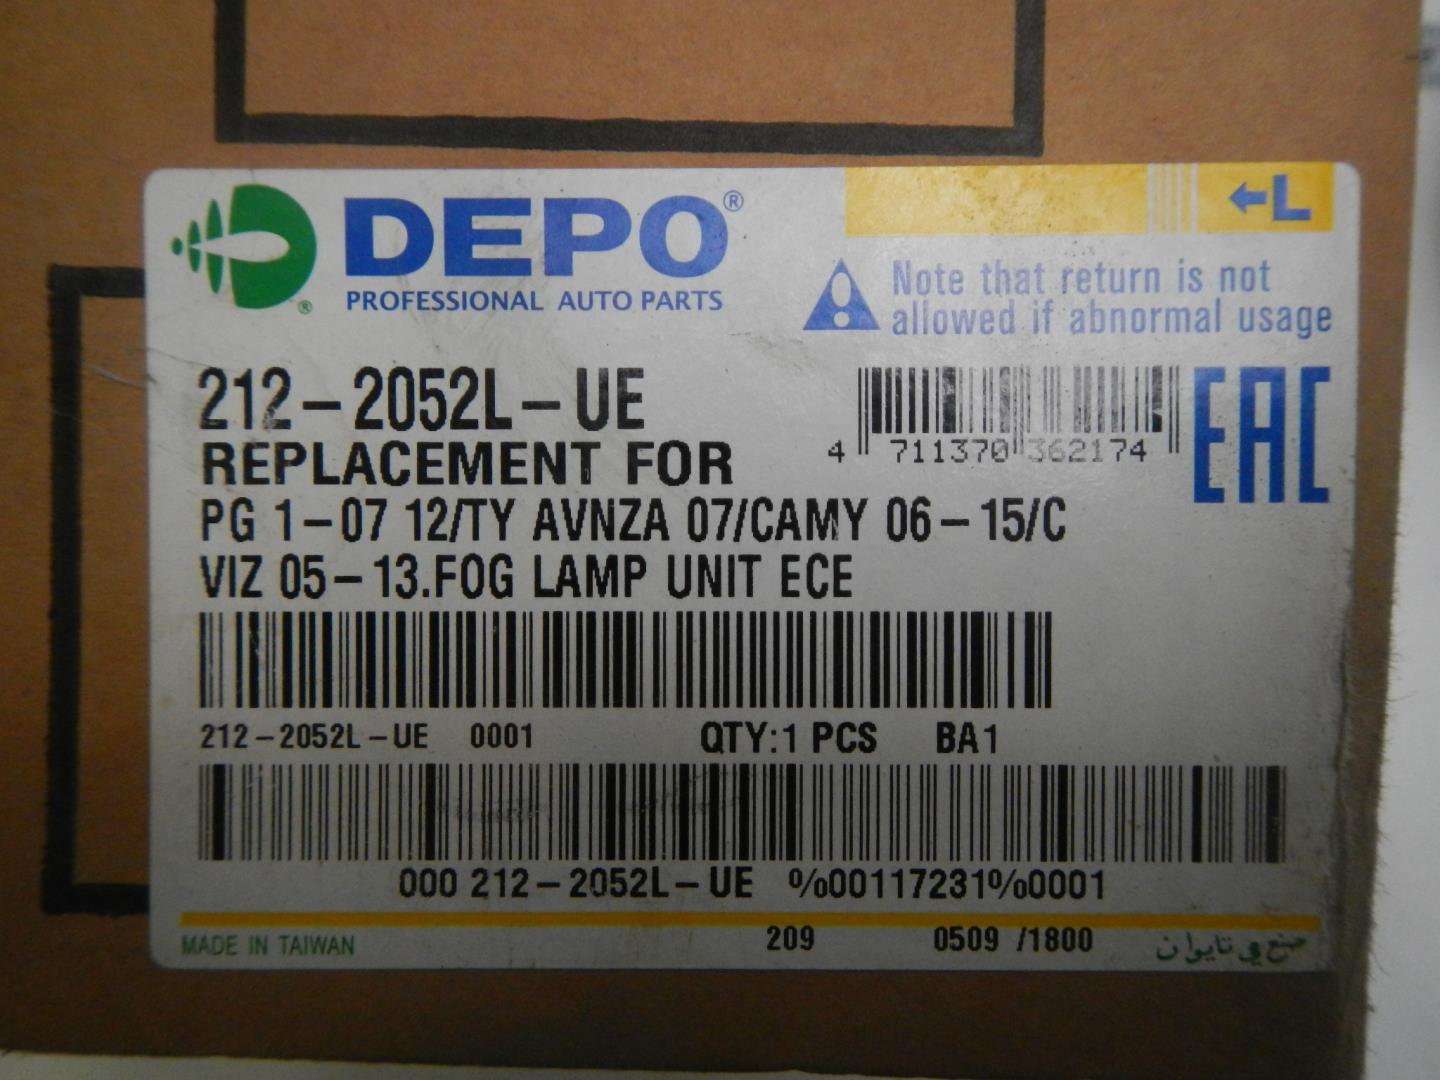 DEPO®
PROFESSIONAL AUTO PARTS
®
←L
Note that return is not
allowed if abnormal usage
212-2052L-UE
REPLACEMENT FOR
4 711370 362174
EAC
PG 1-07 12/TY AVNZA 07/CAMY 06-15/C
VIZ 05-13.FOG LAMP UNIT ECE
212-2052L-UE 0001 QTY:1 PCS BA1
000 212-2052L-UE %00117231%0001
MADE IN TAIWAN 209 0509 /1800 صنع في تايوان